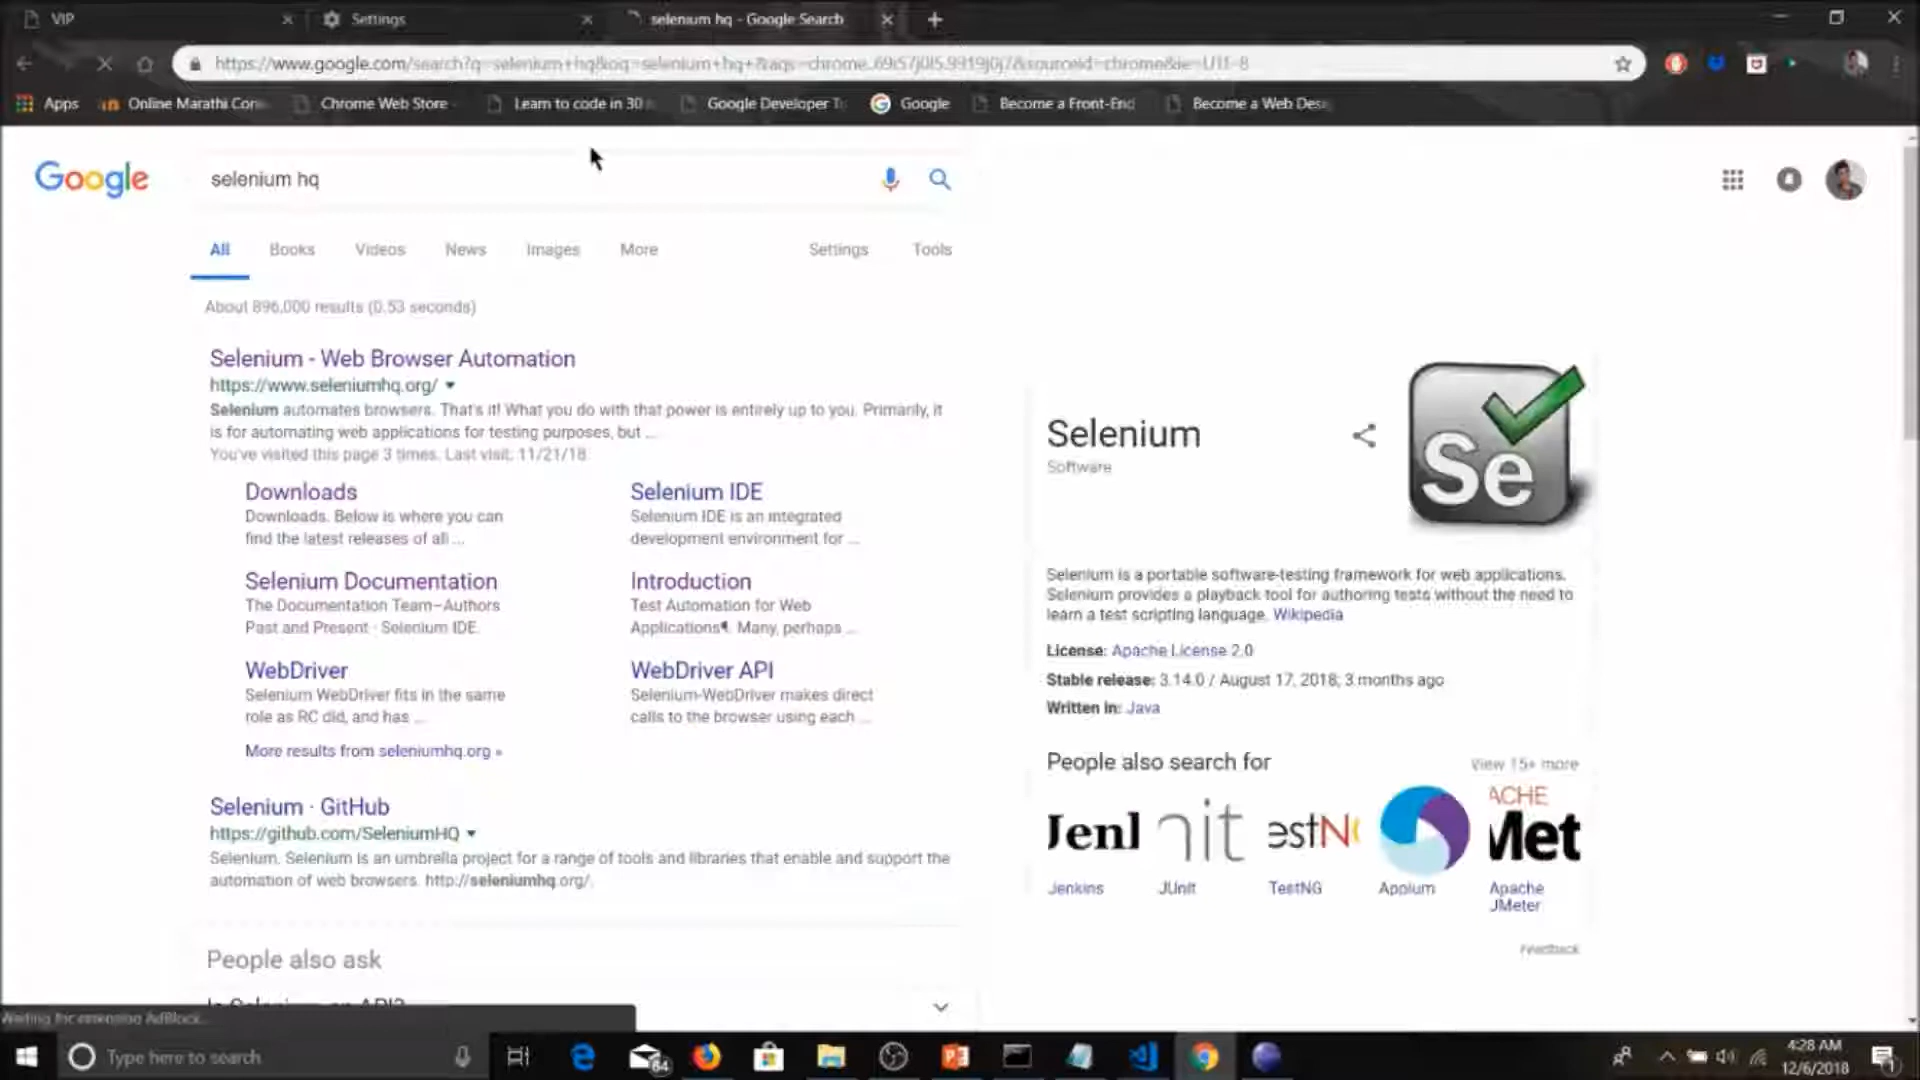 VIP
Settings
selenium hq - Google Search
Apps
Online Marathi Con
Chrome Web Store
Learn to code in 30
Google Developer T
Google
Become a Front-End
Become a Web Des
Google
selenium hq
All
Books
Videos
News
Images
More
Settings
Tools
About 896,000 results (0.53 seconds)
Selenium - Web Browser Automation
https://www.seleniumhq.org/
Selenium automates browsers. That's it! What you do with that power is entirely up to you. Primarily, it
is for automating web applications for testing purposes, but ...
You've visited this page 3 times. Last visit: 11/21/18
Downloads
Downloads. Below is where you can
find the latest releases of all ...
Selenium IDE
Selenium IDE is an integrated
development environment for ...
Selenium Documentation
The Documentation Team—Authors
Past and Present · Selenium IDE.
Introduction
Test Automation for Web
Applications¶. Many, perhaps ...
WebDriver
Selenium WebDriver fits in the same
role as RC did, and has ...
WebDriver API
Selenium-WebDriver makes direct
calls to the browser using each ...
More results from seleniumhq.org »
Selenium · GitHub
https://github.com/SeleniumHQ
Selenium. Selenium is an umbrella project for a range of tools and libraries that enable and support the
automation of web browsers. http://seleniumhq.org/.
People also ask
Is Selenium an API?
Selenium
Software
Se
Selenium is a portable software-testing framework for web applications.
Selenium provides a playback tool for authoring tests without the need to
learn a test scripting language. Wikipedia
License: Apache License 2.0
Stable release: 3.14.0 / August 17, 2018; 3 months ago
Written in: Java
People also search for
View 15+ more
Jenkins
JUnit
TestNG
Appium
Apache
JMeter
Feedback
Waiting for extension AdBlock...
Type here to search
64
4:28 AM
12/6/2018